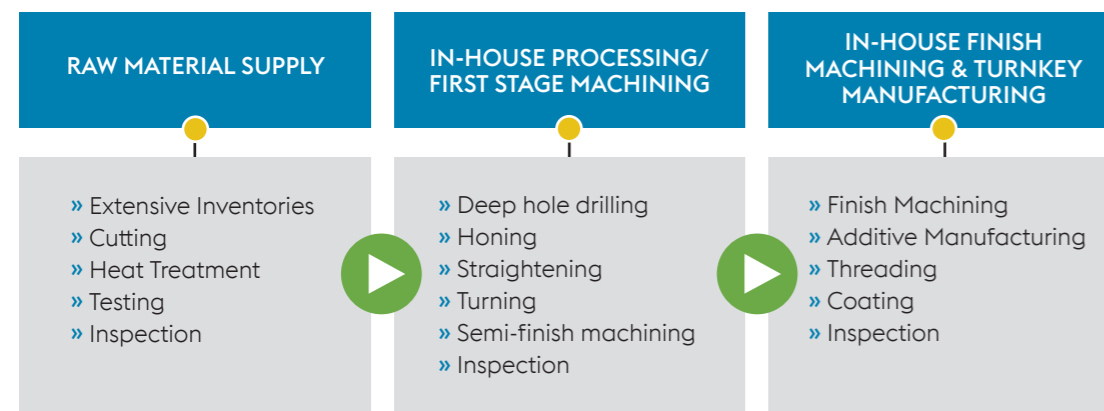 RAW MATERIAL SUPPLY
» Extensive Inventories
» Cutting
» Heat Treatment
» Testing
» Inspection
IN-HOUSE PROCESSING/
FIRST STAGE MACHINING
» Deep hole drilling
» Honing
» Straightening
» Turning
» Semi-finish machining
» Inspection
IN-HOUSE FINISH
MACHINING & TURNKEY
MANUFACTURING
» Finish Machining
» Additive Manufacturing
» Threading
» Coating
» Inspection